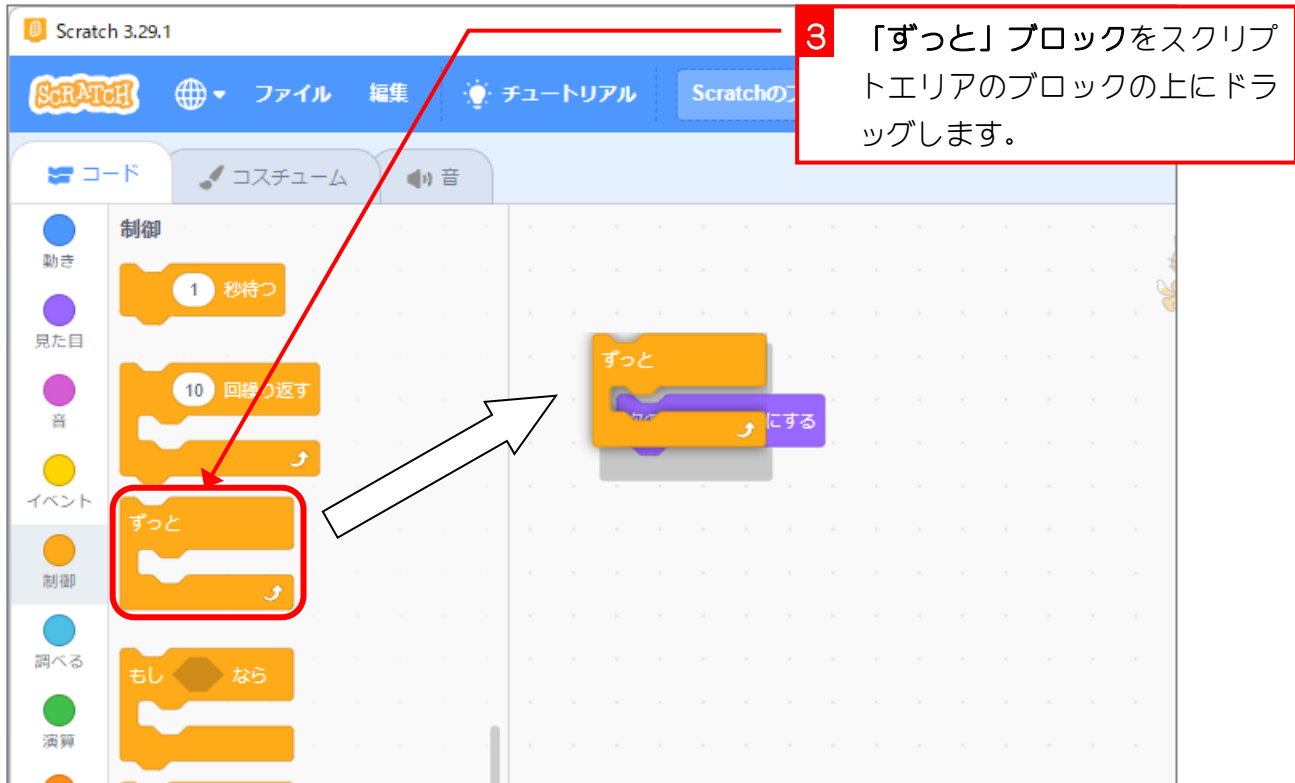 Scratch 3.29.1
3 「ずっと」ブロックをスクリプ
トエリアのブロックの上にドラ
ッグします。
SCRATCH ファイル 編集 チュートリアル Scratchの
コード コスチューム 音
動き
見た目
音
イベント
制御
調べる
演算
制御
1 秒待つ
10 回繰り返す
ずっと
もし なら
ずっと
にする